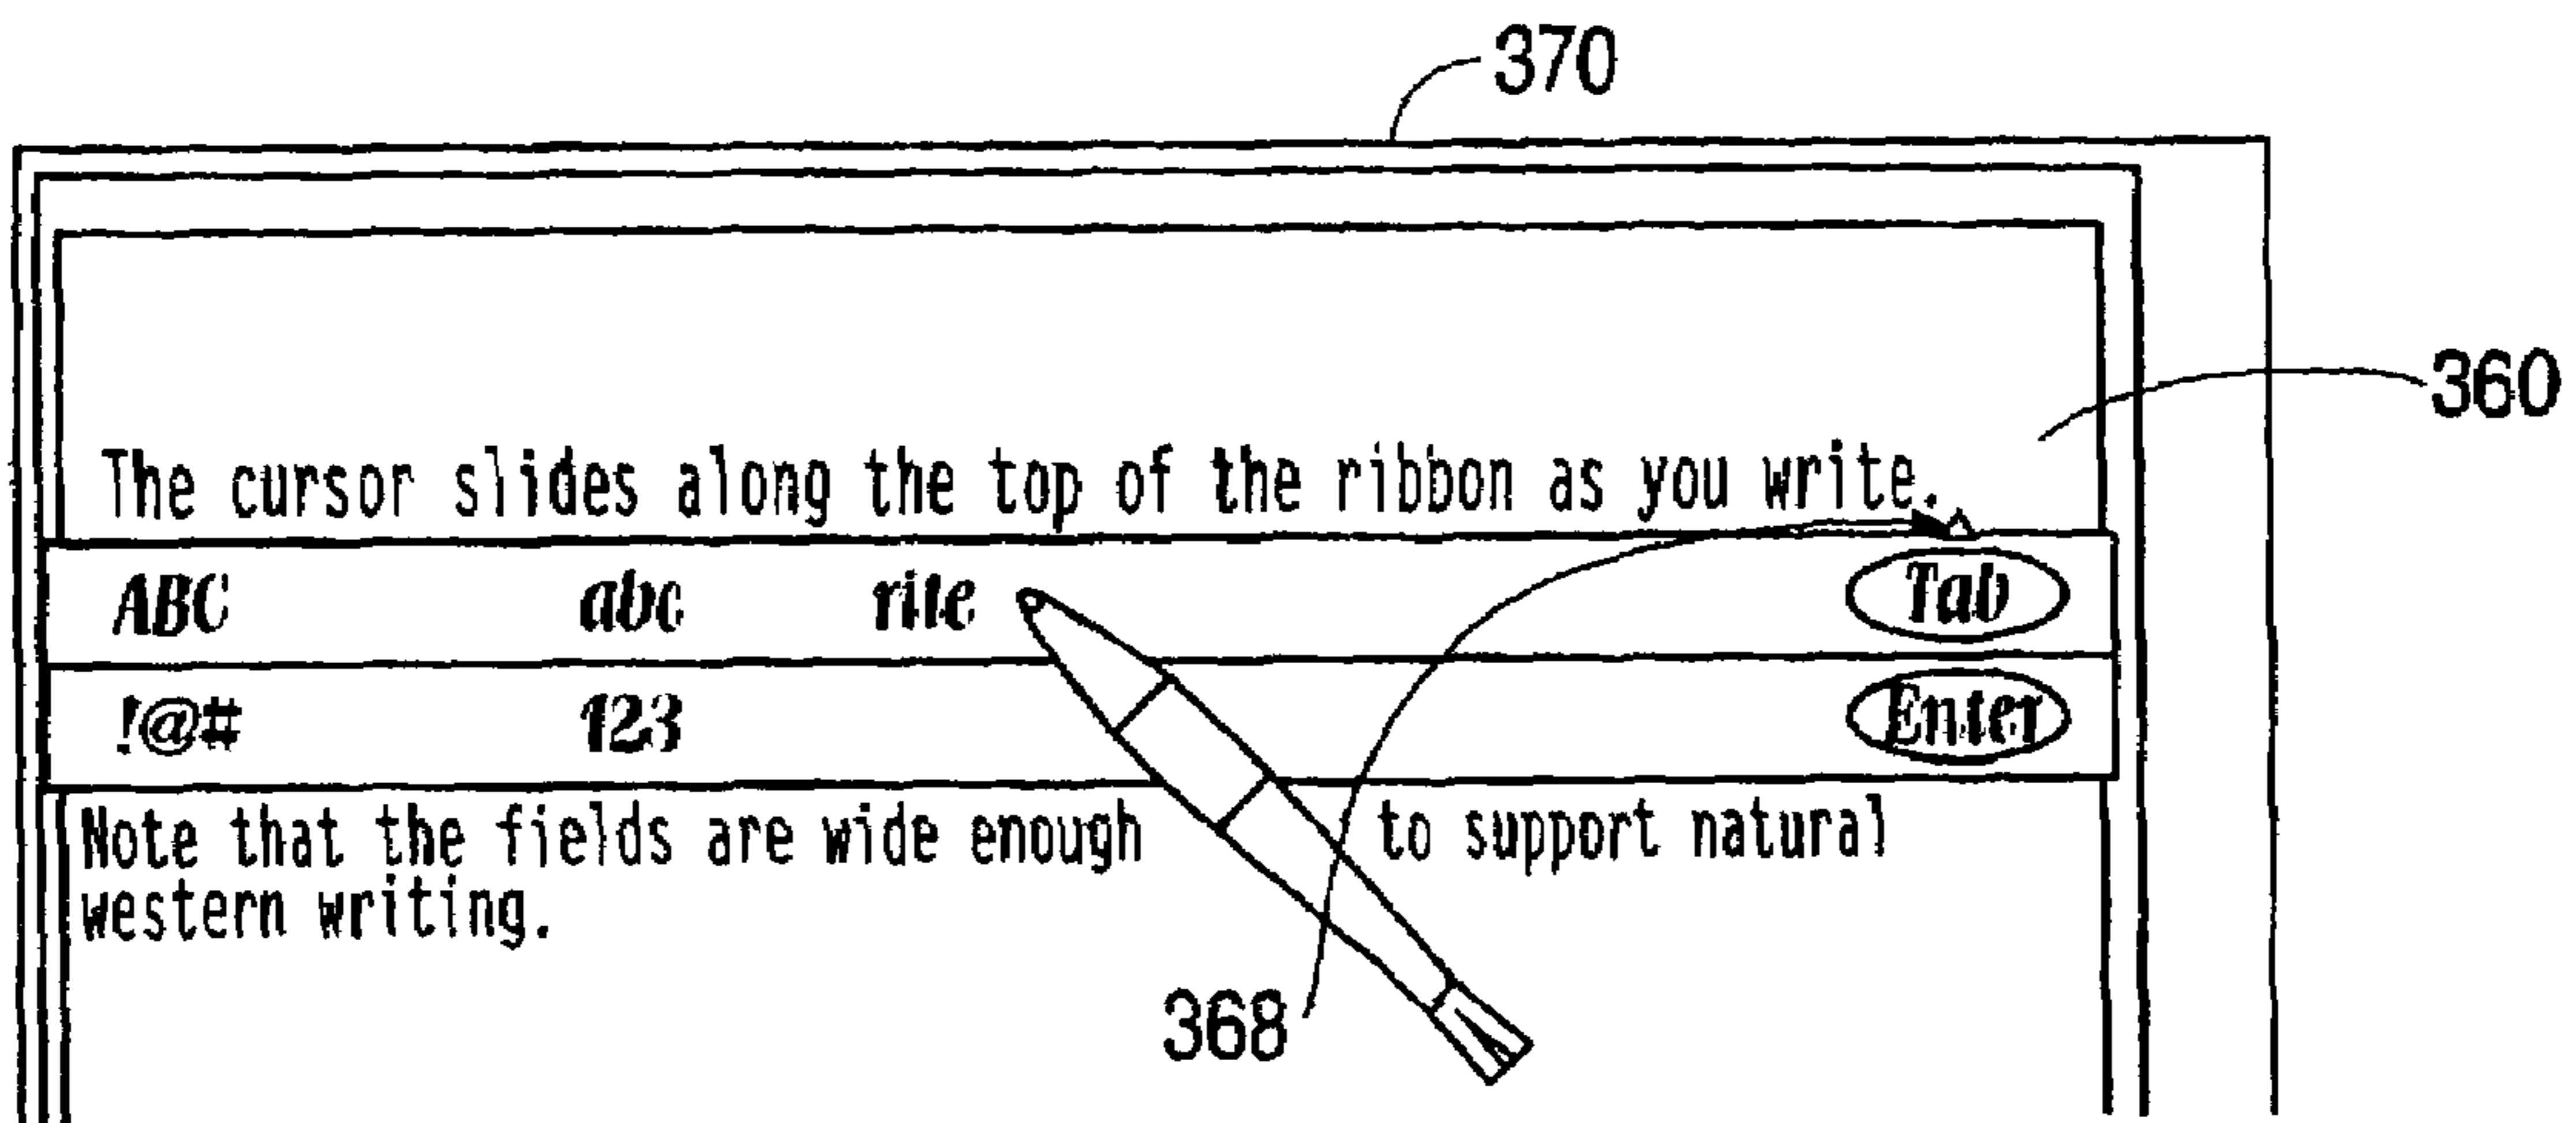 370
360
The cursor slides along the top of the ribbon as you write.
ABC abc rite Tab
!@# 123 Enter
Note that the fields are wide enough to support natural
western writing.
368